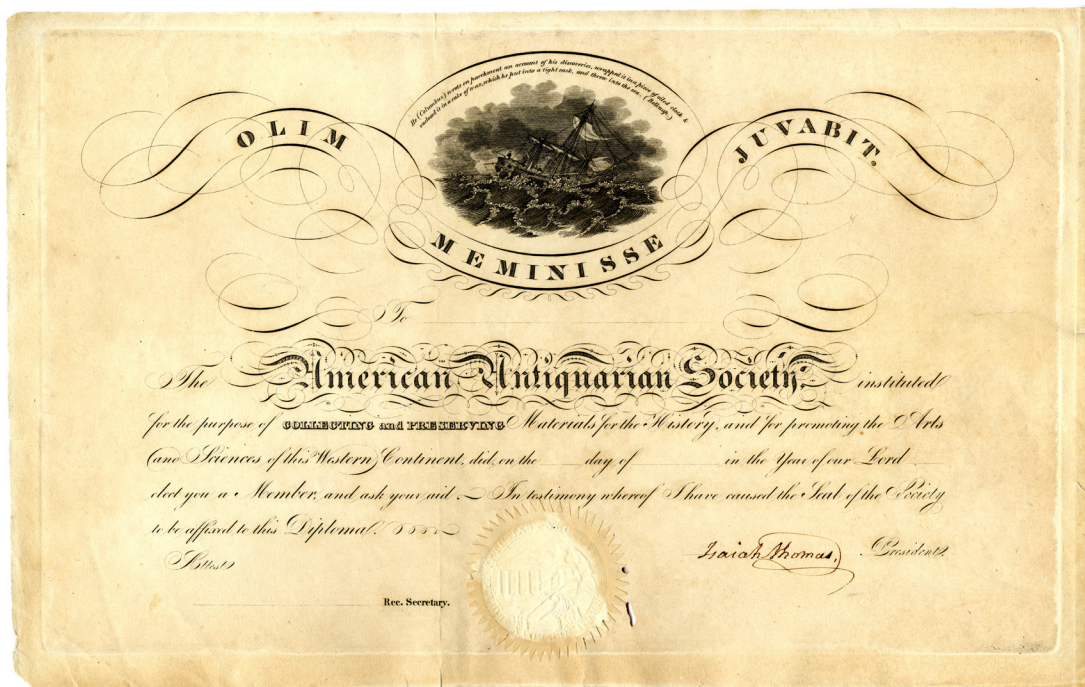 He (Columbus) wrote on parchment an account of his discoveries, wrapped it in a piece of oiled cloth &
enclosed it in a cake of wax, which he put into a tight cask, and threw into the sea. (Belknap.)
OLIM
JUVABIT.
MEMINISSE
To
The American Antiquarian Society, instituted
for the purpose of COLLECTING and PRESERVING Materials for the History, and for promoting the Arts
and Sciences of this Western Continent, did, on the day of in the Year of our Lord
elect you a Member, and ask your aid. In testimony whereof I have caused the Seal of the Society
to be affixed to this Diploma.
Isaiah Thomas, President.
Attest
Rec. Secretary.